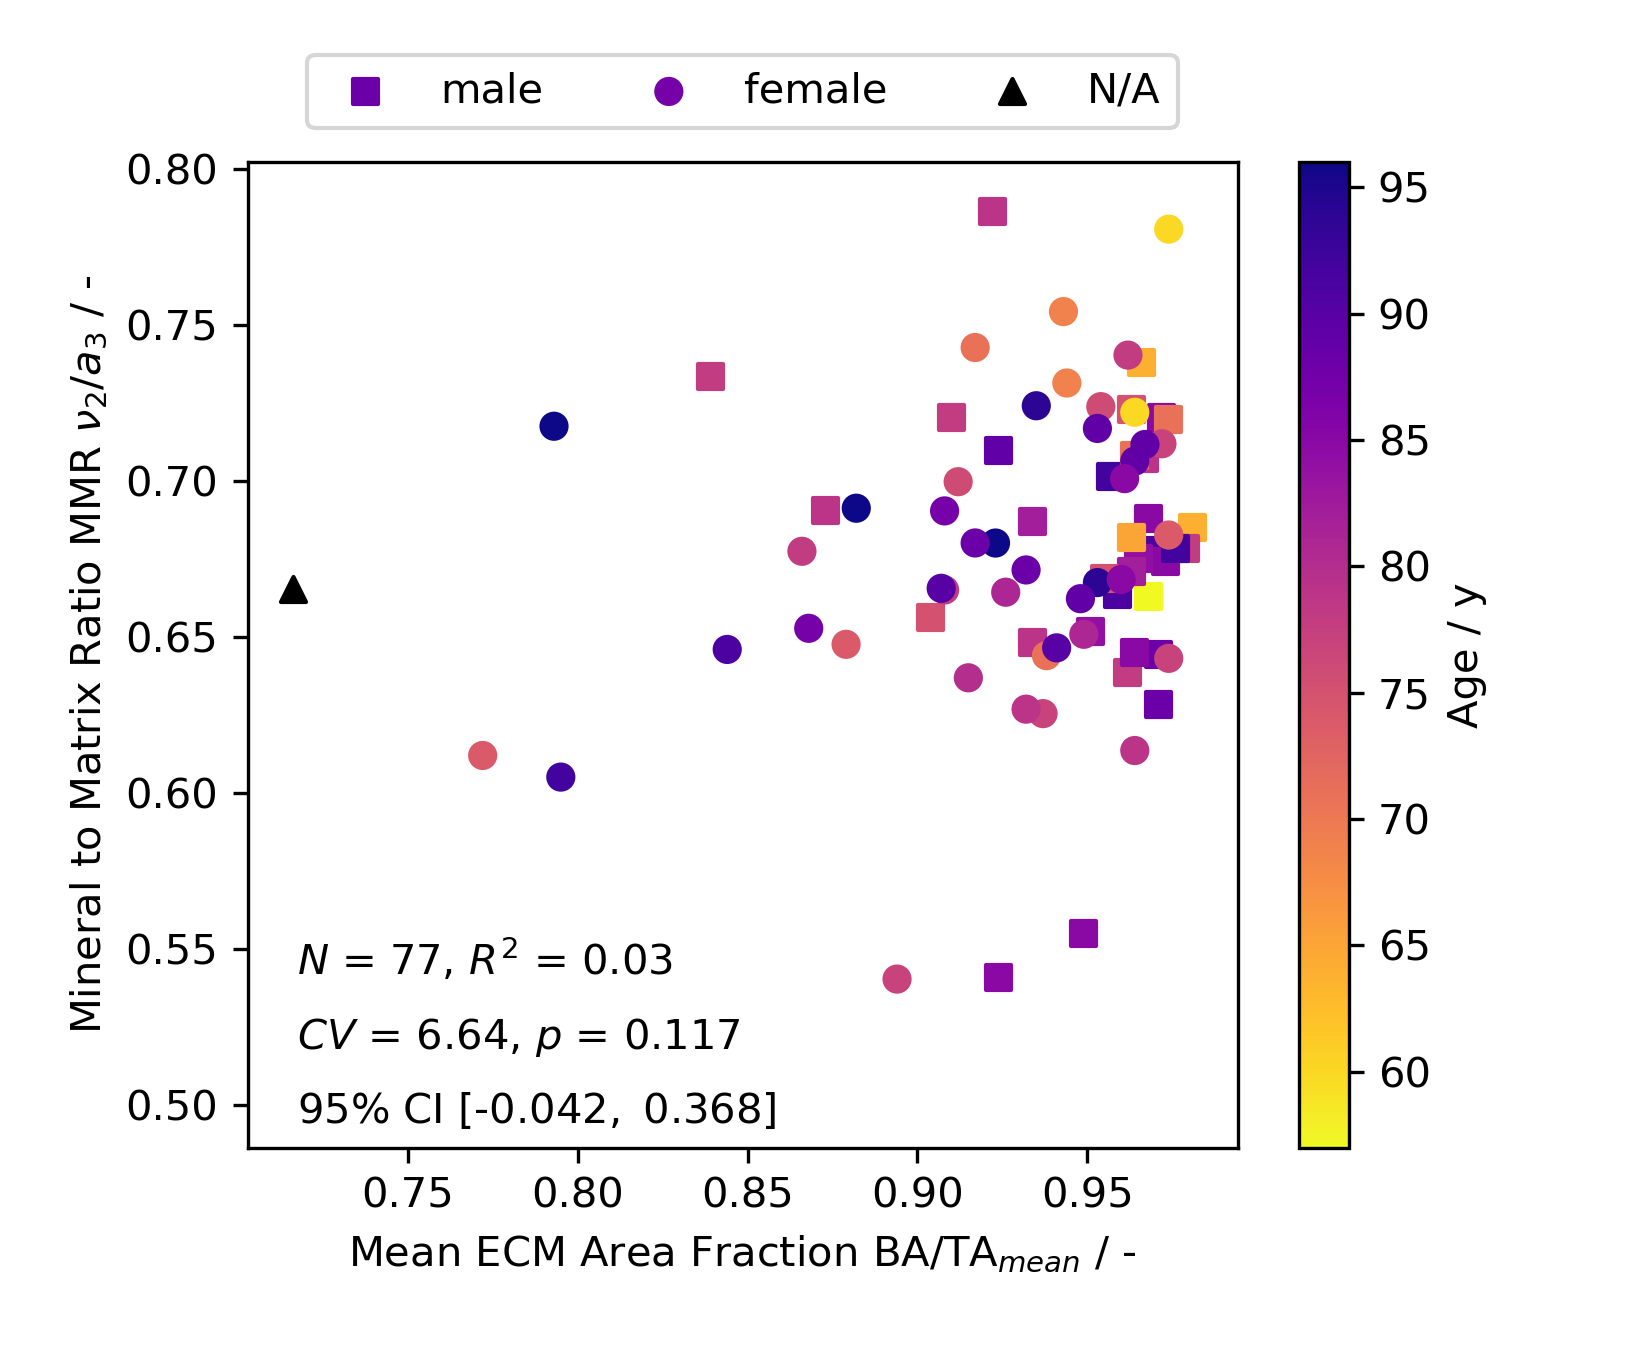 male female N/A
0.80
0.75
0.70
0.65
0.60
0.55
0.50
Mineral to Matrix Ratio MMR ν₂/a₃ / -
N = 77, R² = 0.03
CV = 6.64, p = 0.117
95% CI [-0.042, 0.368]
0.75 0.80 0.85 0.90 0.95
Mean ECM Area Fraction BA/TAmean / -
95
90
85
80
75
70
65
60
Age / y